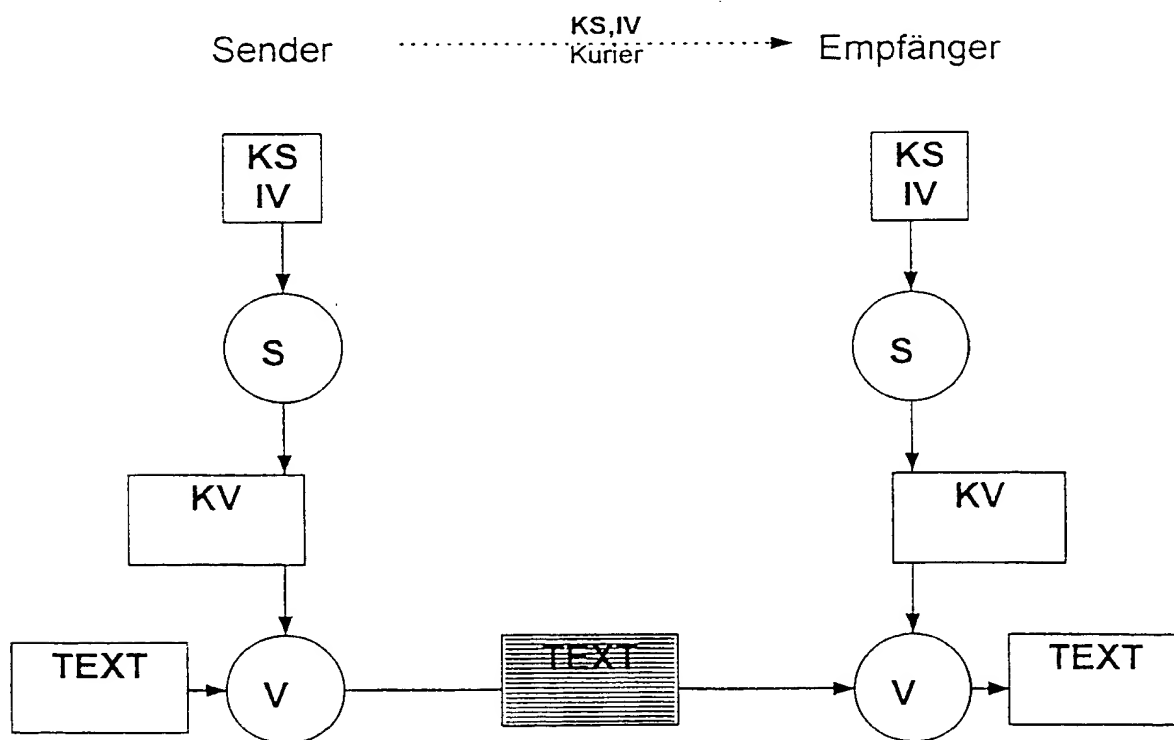 Sender
KS,IV
Kurier
Empfänger
KS
IV
KS
IV
S
S
KV
KV
TEXT
V
TEXT
V
TEXT